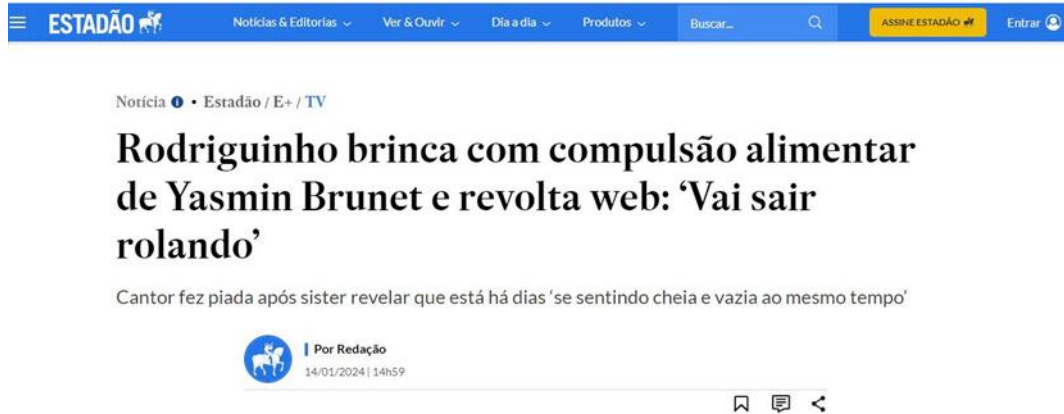 ESTADÃO Notícias & Editorias Ver & Ouvir Dia a dia Produtos Buscar... ASSINE ESTADÃO Entrar
Notícia • Estadão / E+ / TV
Rodriguinho brinca com compulsão alimentar
de Yasmin Brunet e revolta web: ‘Vai sair
rolando’
Cantor fez piada após sister revelar que está há dias ‘se sentindo cheia e vazia ao mesmo tempo’
Por Redação
14/01/2024 | 14h59